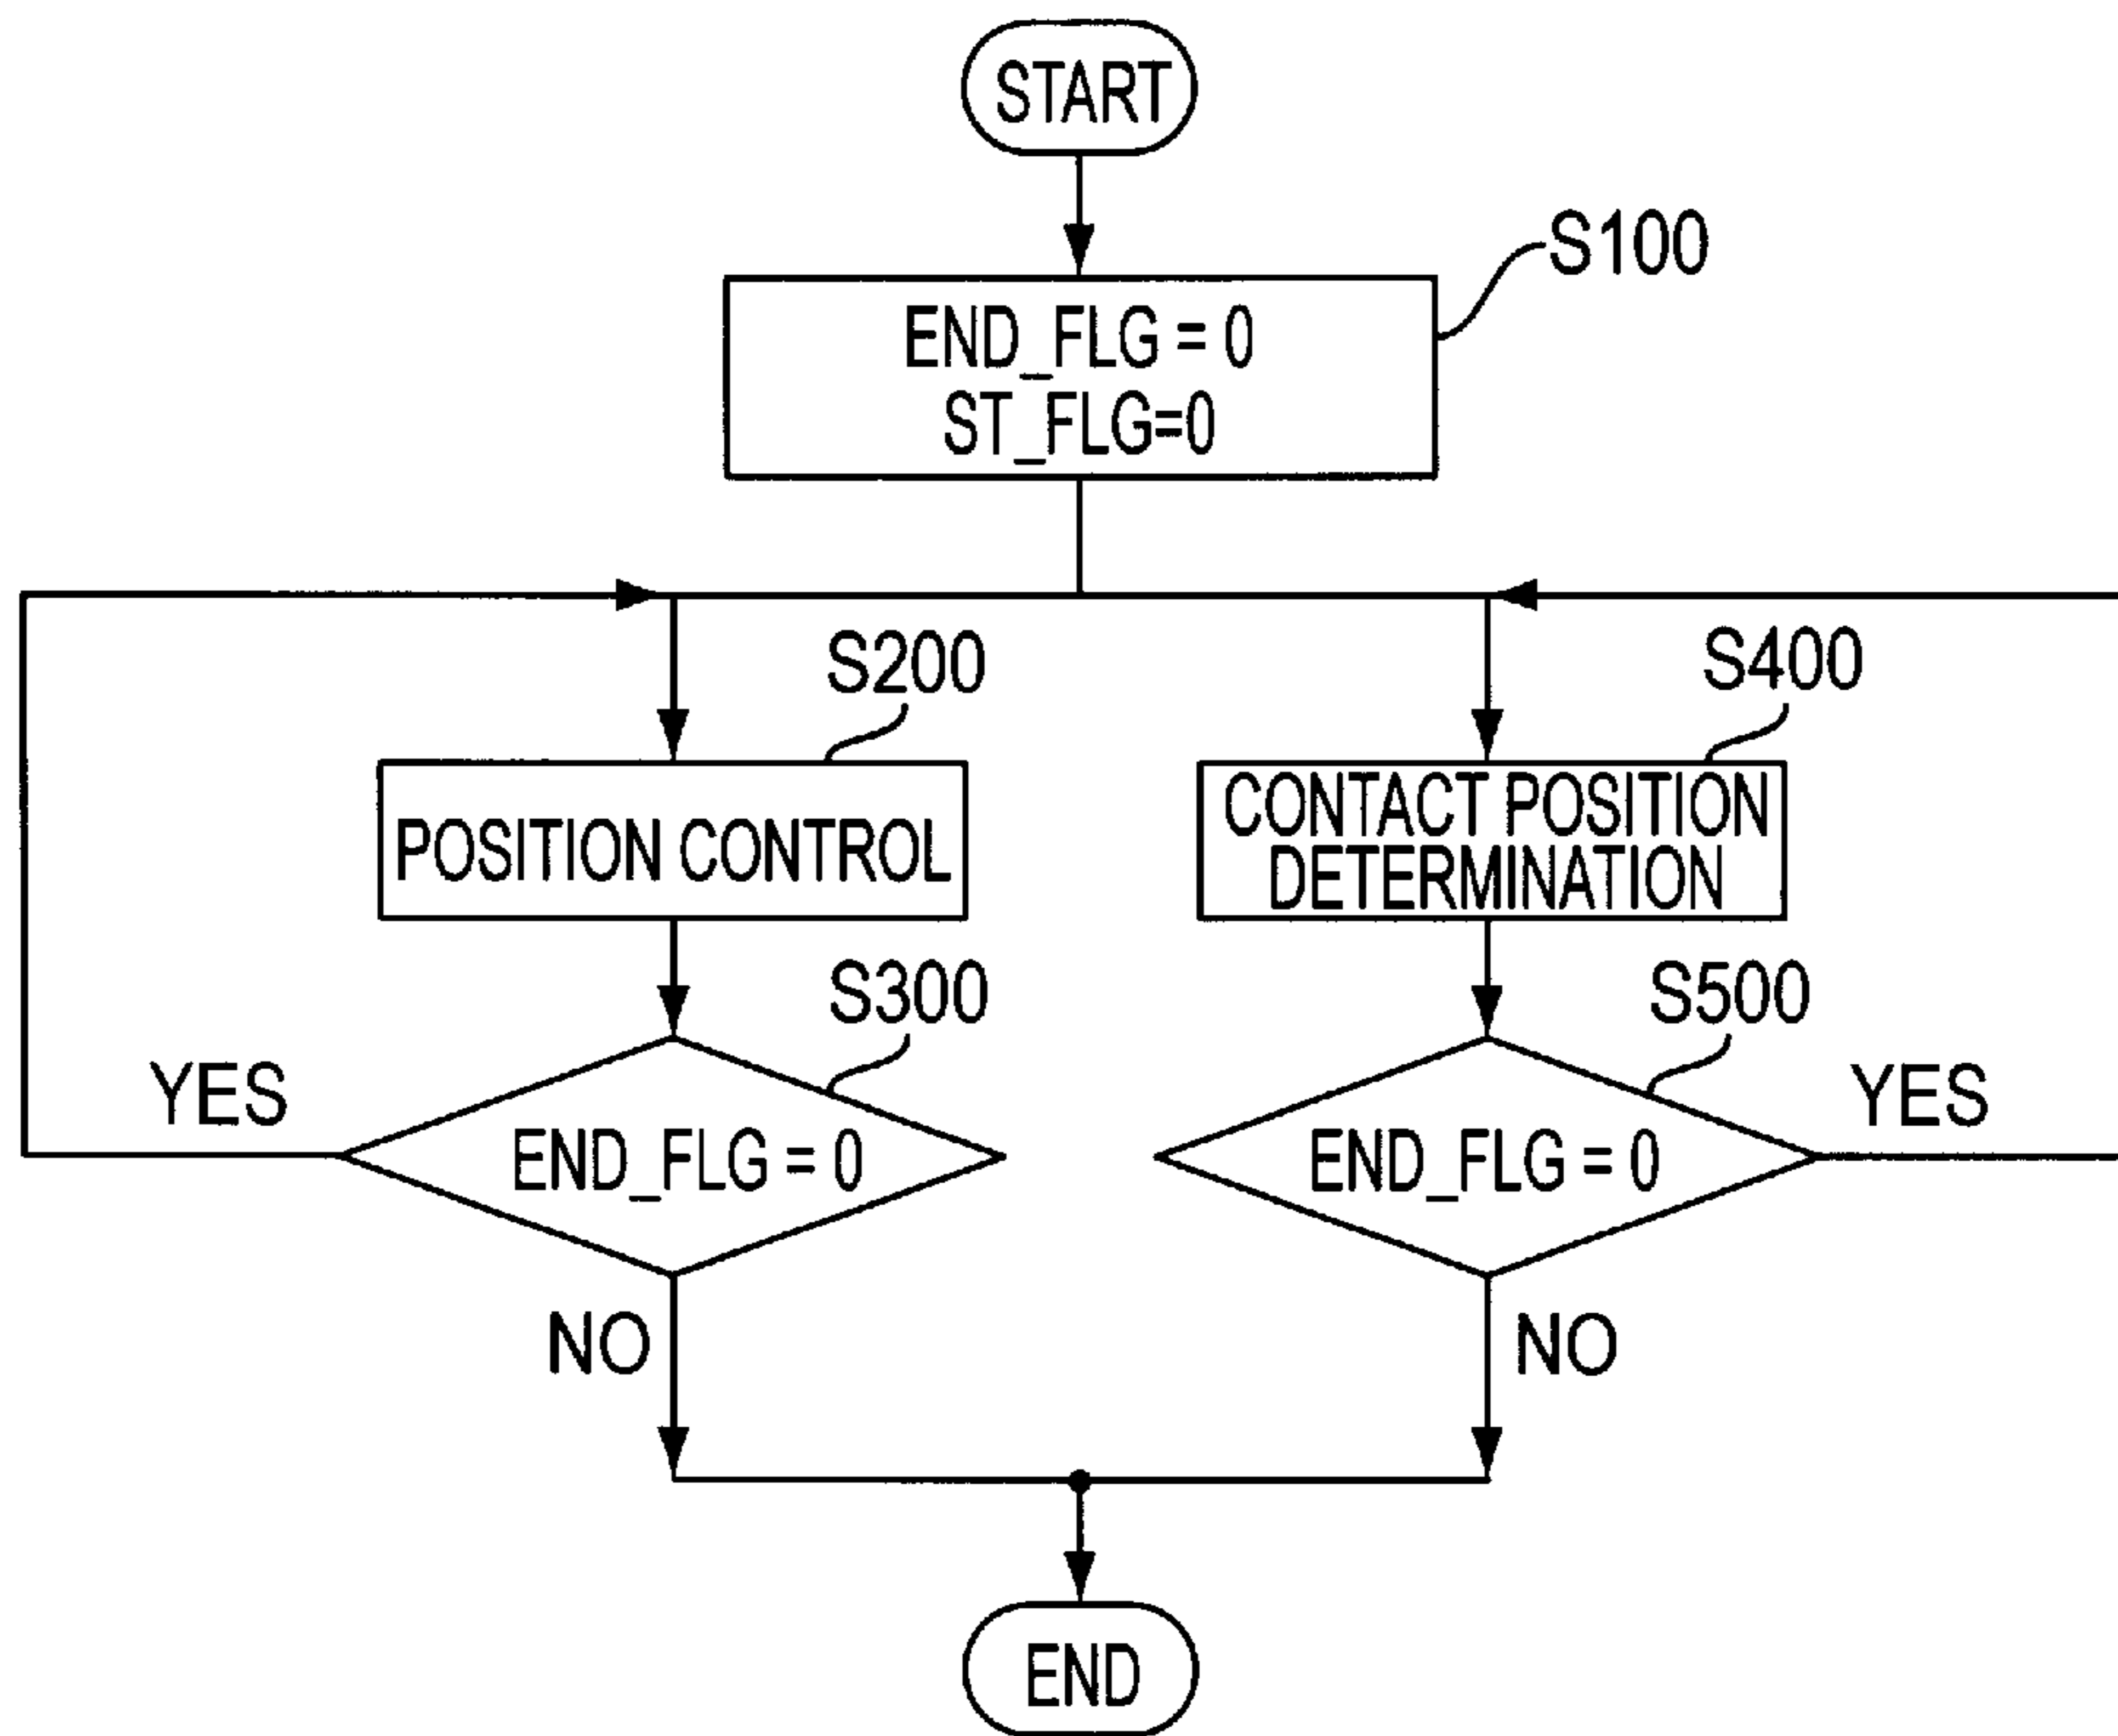 START
S100
END_FLG = 0
ST_FLG=0
S200
S400
POSITION CONTROL
CONTACT POSITION
DETERMINATION
S300
S500
YES
END_FLG = 0
END_FLG = 0
YES
NO
NO
END